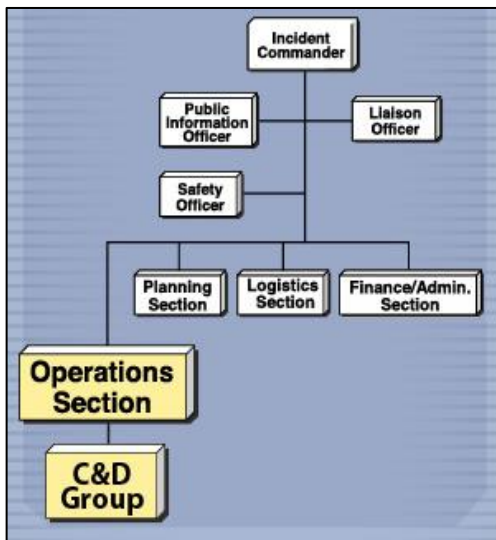 Incident
Commander
Public
Information
Officer
Liaison
Officer
Safety
Officer
Planning
Section
Logistics
Section
Finance/Admin.
Section
Operations
Section
C&D
Group